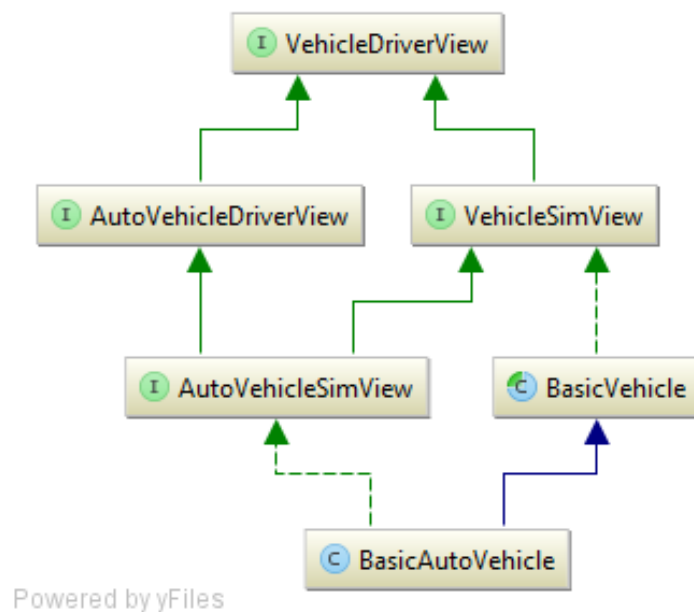 I VehicleDriverView
I AutoVehicleDriverView
I VehicleSimView
I AutoVehicleSimView
C BasicVehicle
C BasicAutoVehicle
Powered by yFiles